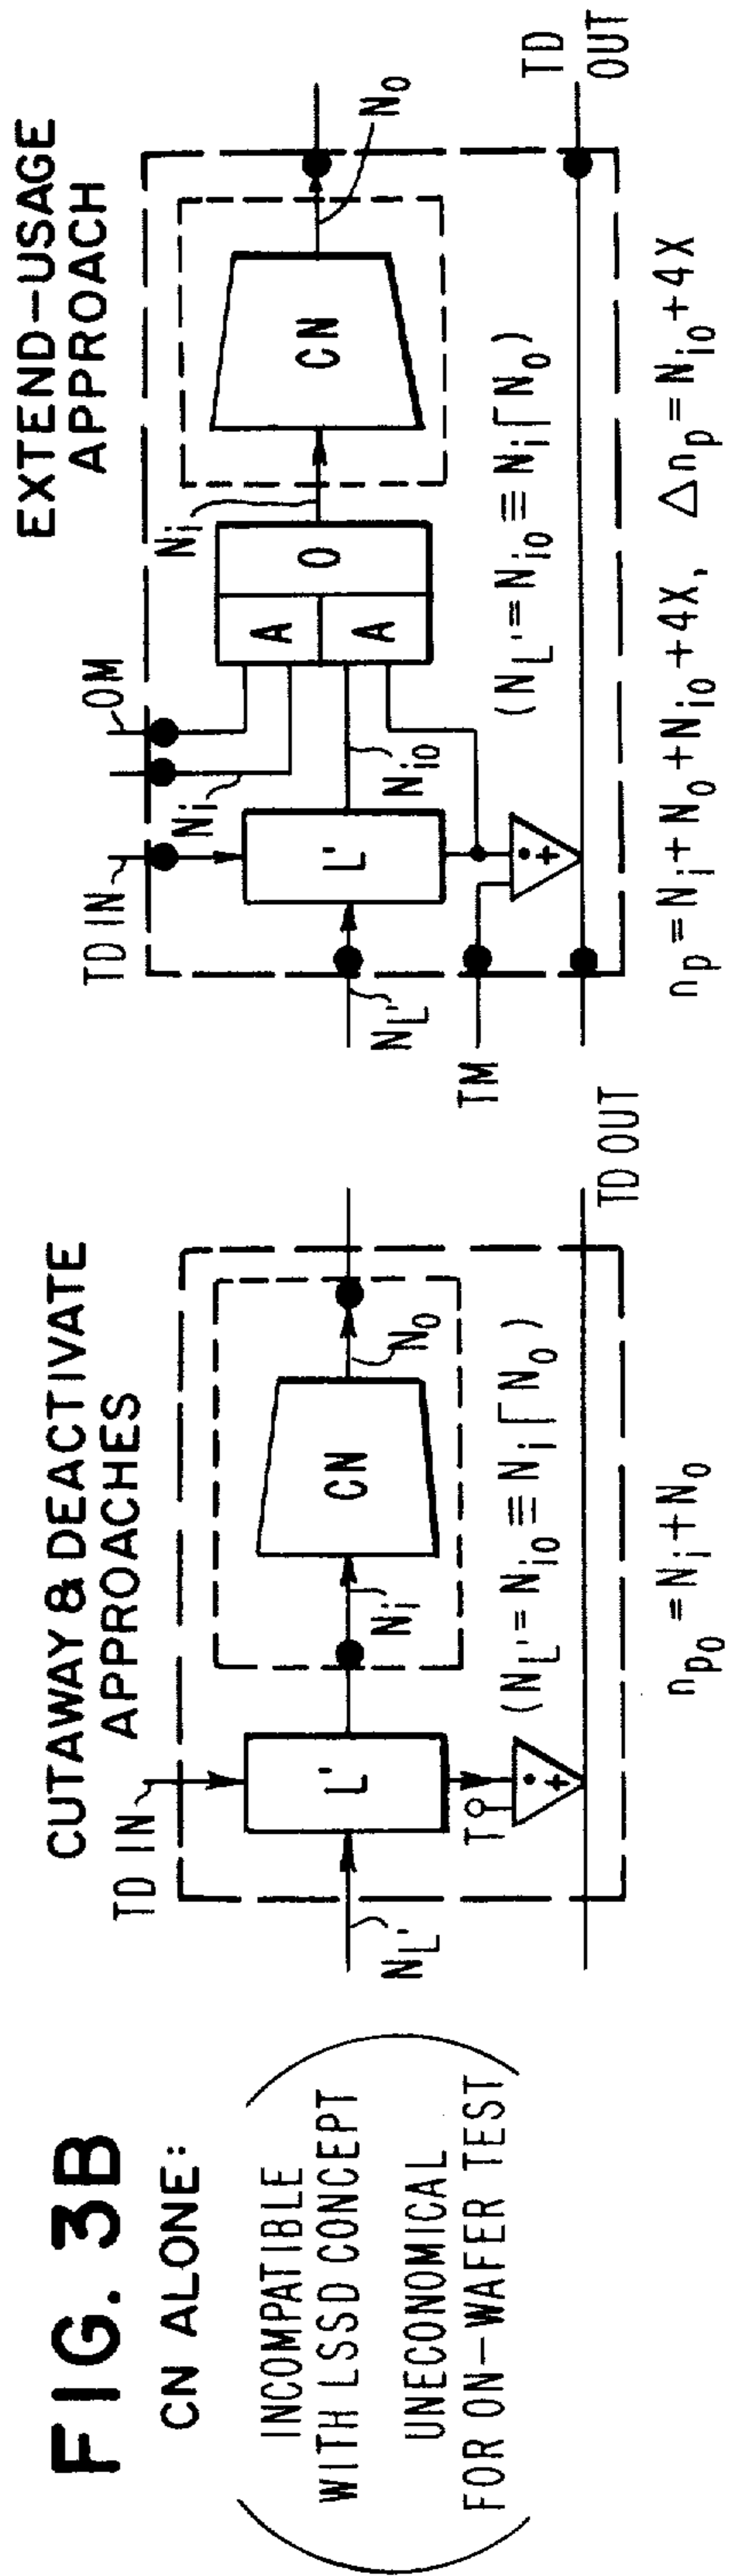 FIG. 3B
CN ALONE:
INCOMPATIBLE
WITH LSSD CONCEPT
UNECONOMICAL
FOR ON-WAFER TEST
CUTAWAY & DEACTIVATE
APPROACHES
TD IN
N_L'
L'
T
·+
N_i
CN
N_o
(N_L' = N_io ≡ N_i⌈N_o)
TD OUT
n_po = N_i + N_o
EXTEND-USAGE
APPROACH
TD IN
N_i
OM
N_L'
L'
N_io
A
A
O
N_i
CN
N_o
TM
·+
(N_L' = N_io ≡ N_i⌈N_o)
TD
OUT
n_p = N_i + N_o + N_io + 4X, Δn_p = N_io + 4X